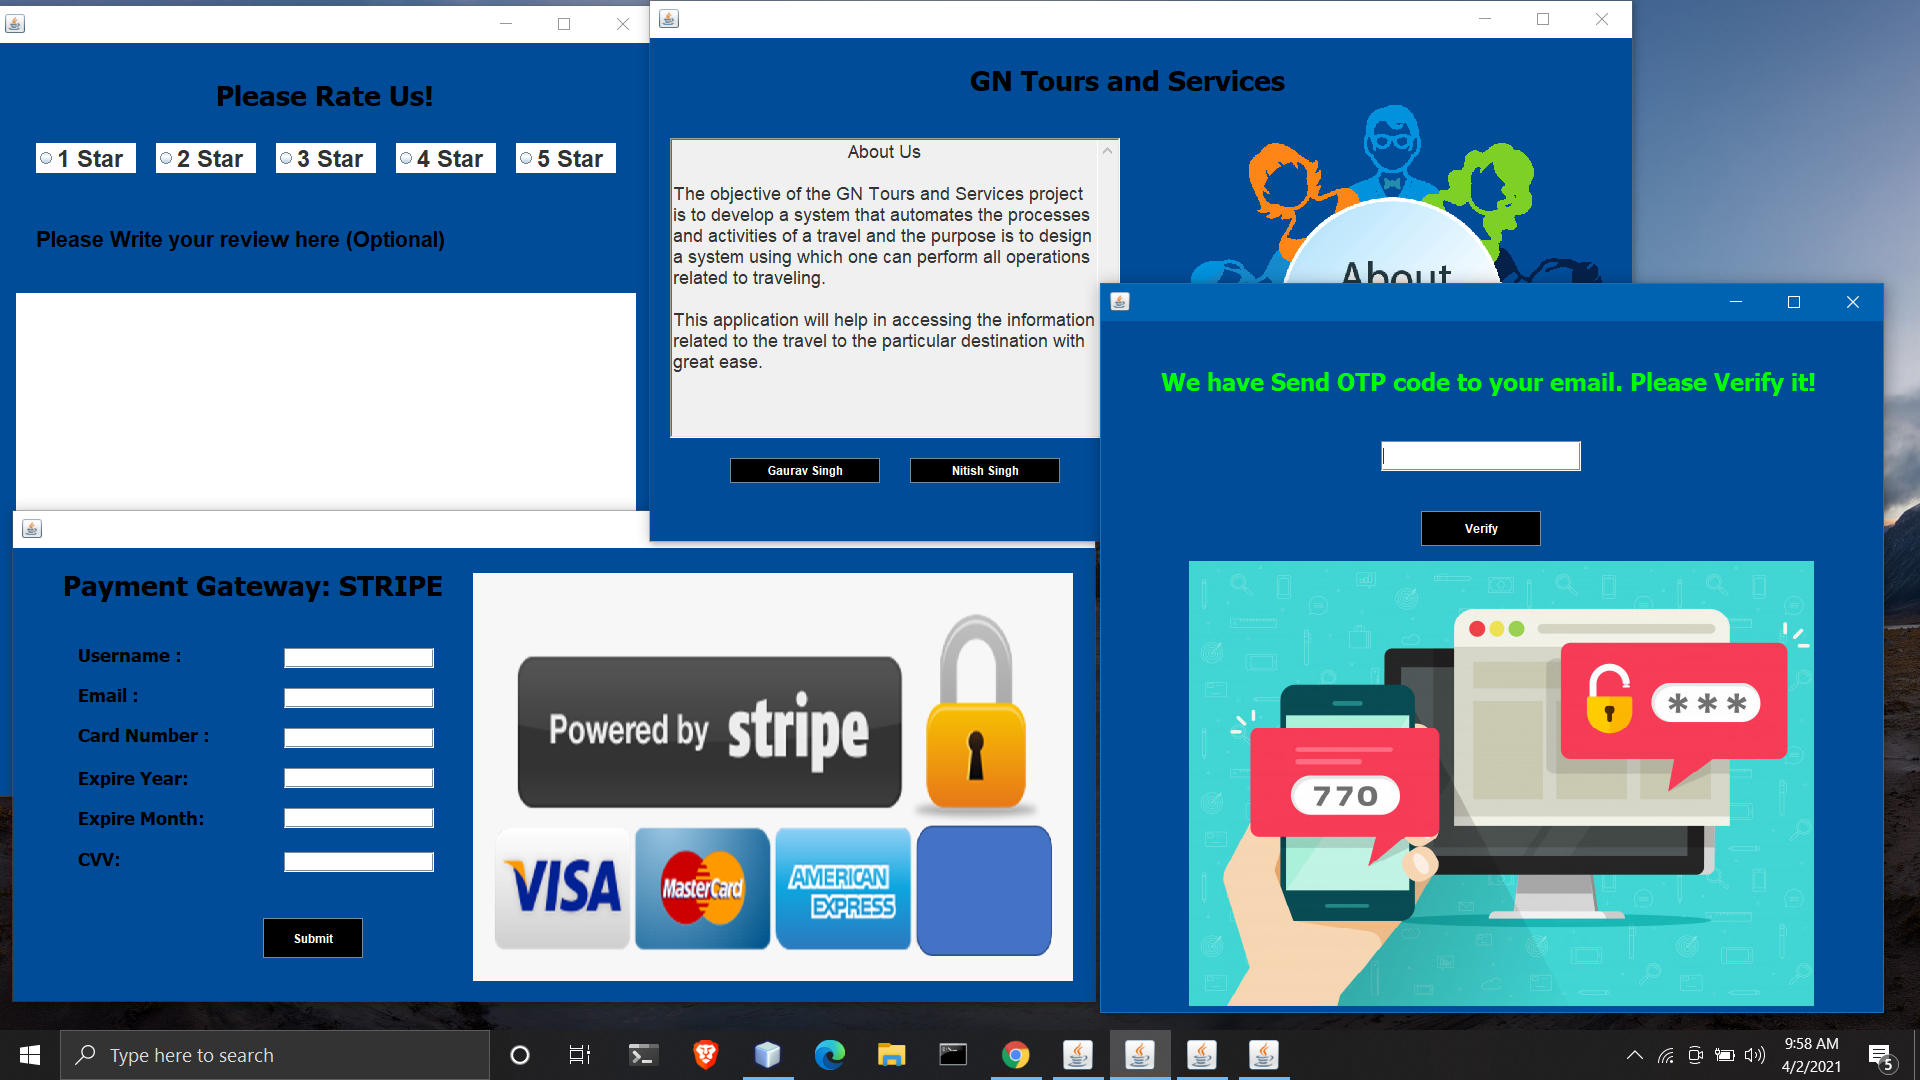 Please Rate Us!
1 Star 2 Star 3 Star 4 Star 5 Star
Please Write your review here (Optional)
GN Tours and Services
About Us
The objective of the GN Tours and Services project
is to develop a system that automates the processes
and activities of a travel and the purpose is to design
a system using which one can perform all operations
related to traveling.
This application will help in accessing the information
related to the travel to the particular destination with
great ease.
Gaurav Singh Nitish Singh
About
We have Send OTP code to your email. Please Verify it!
Verify
770
***
Payment Gateway: STRIPE
Username :
Email :
Card Number :
Expire Year:
Expire Month:
CVV:
Submit
Powered by stripe
VISA
MasterCard
AMERICAN
EXPRESS
Type here to search
9:58 AM
4/2/2021
5